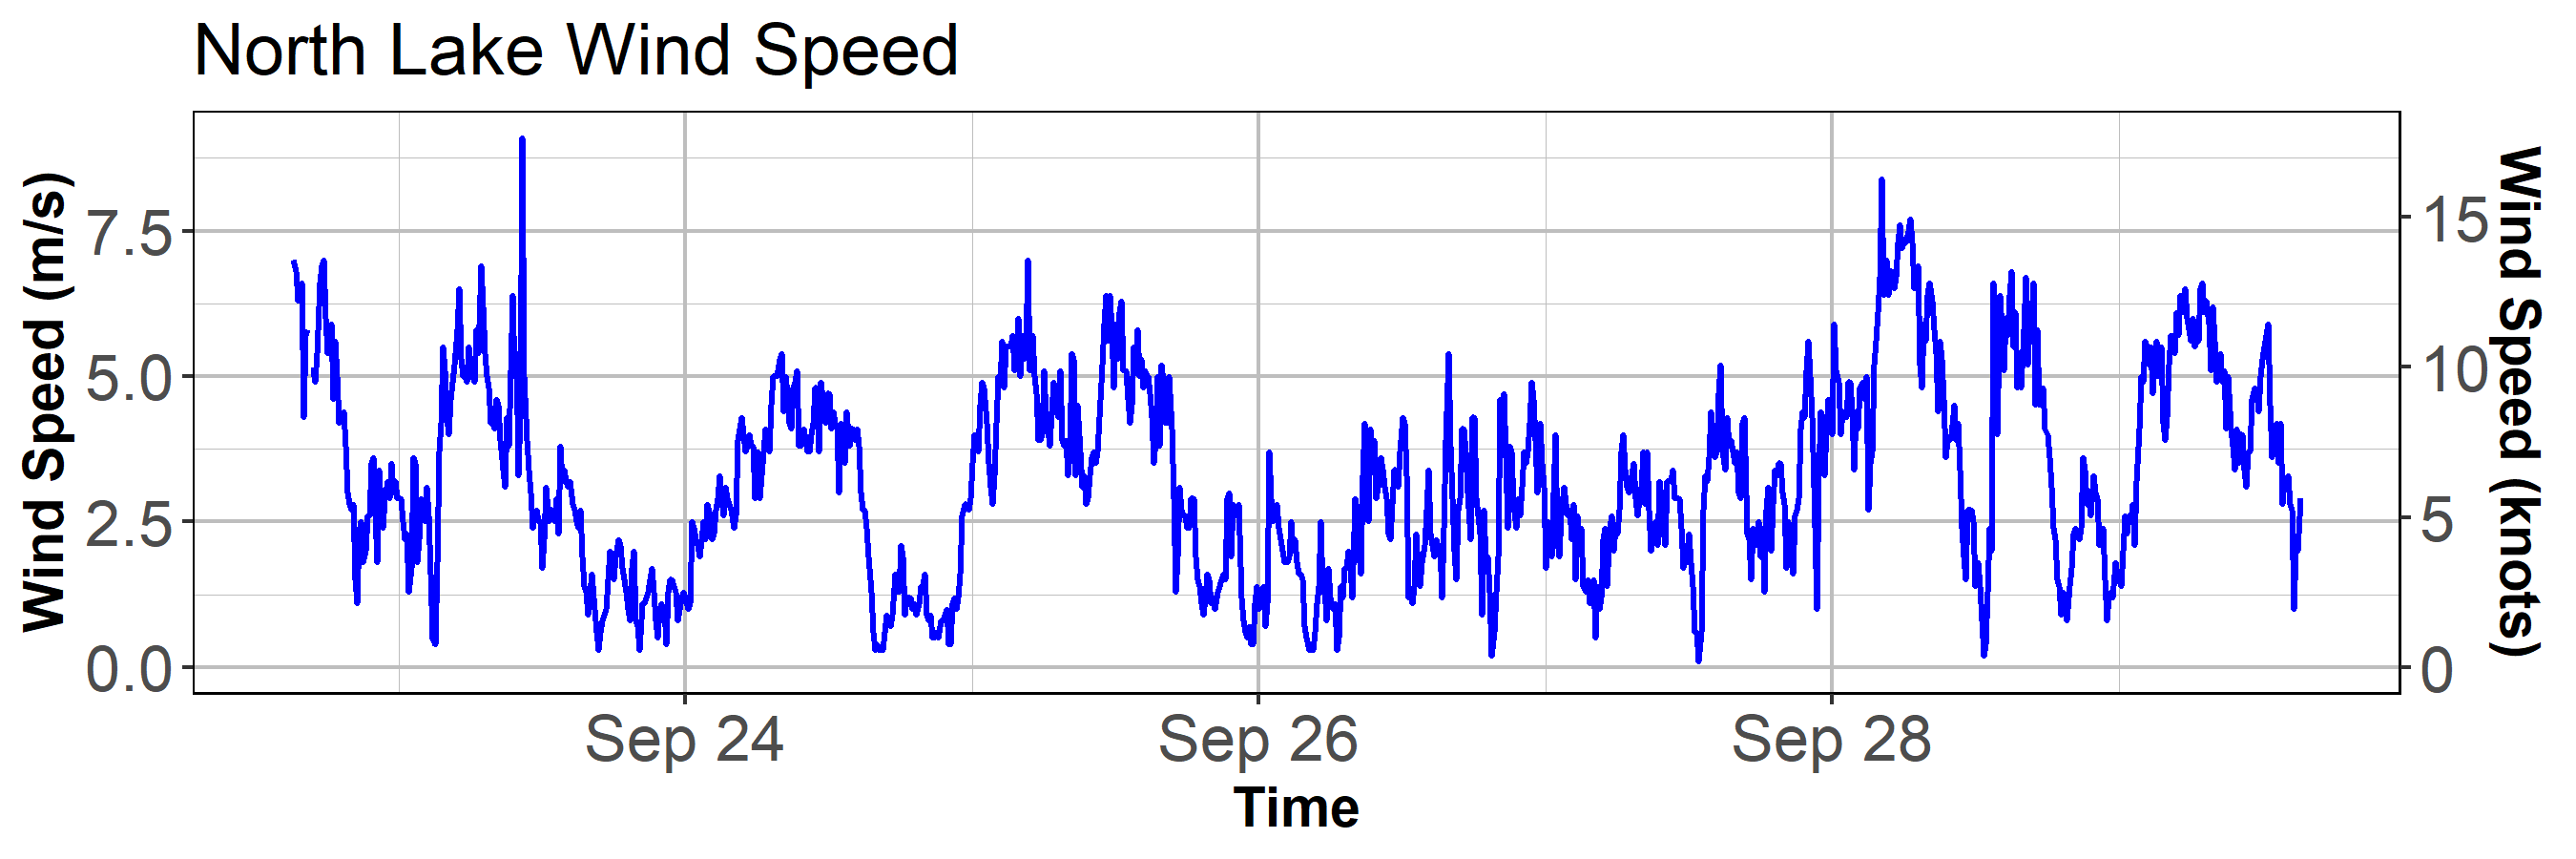 North Lake Wind Speed
Wind Speed (m/s)
7.5
5.0
2.5
0.0
15
10
5
0
Wind Speed (knots)
Sep 24
Sep 26
Sep 28
Time